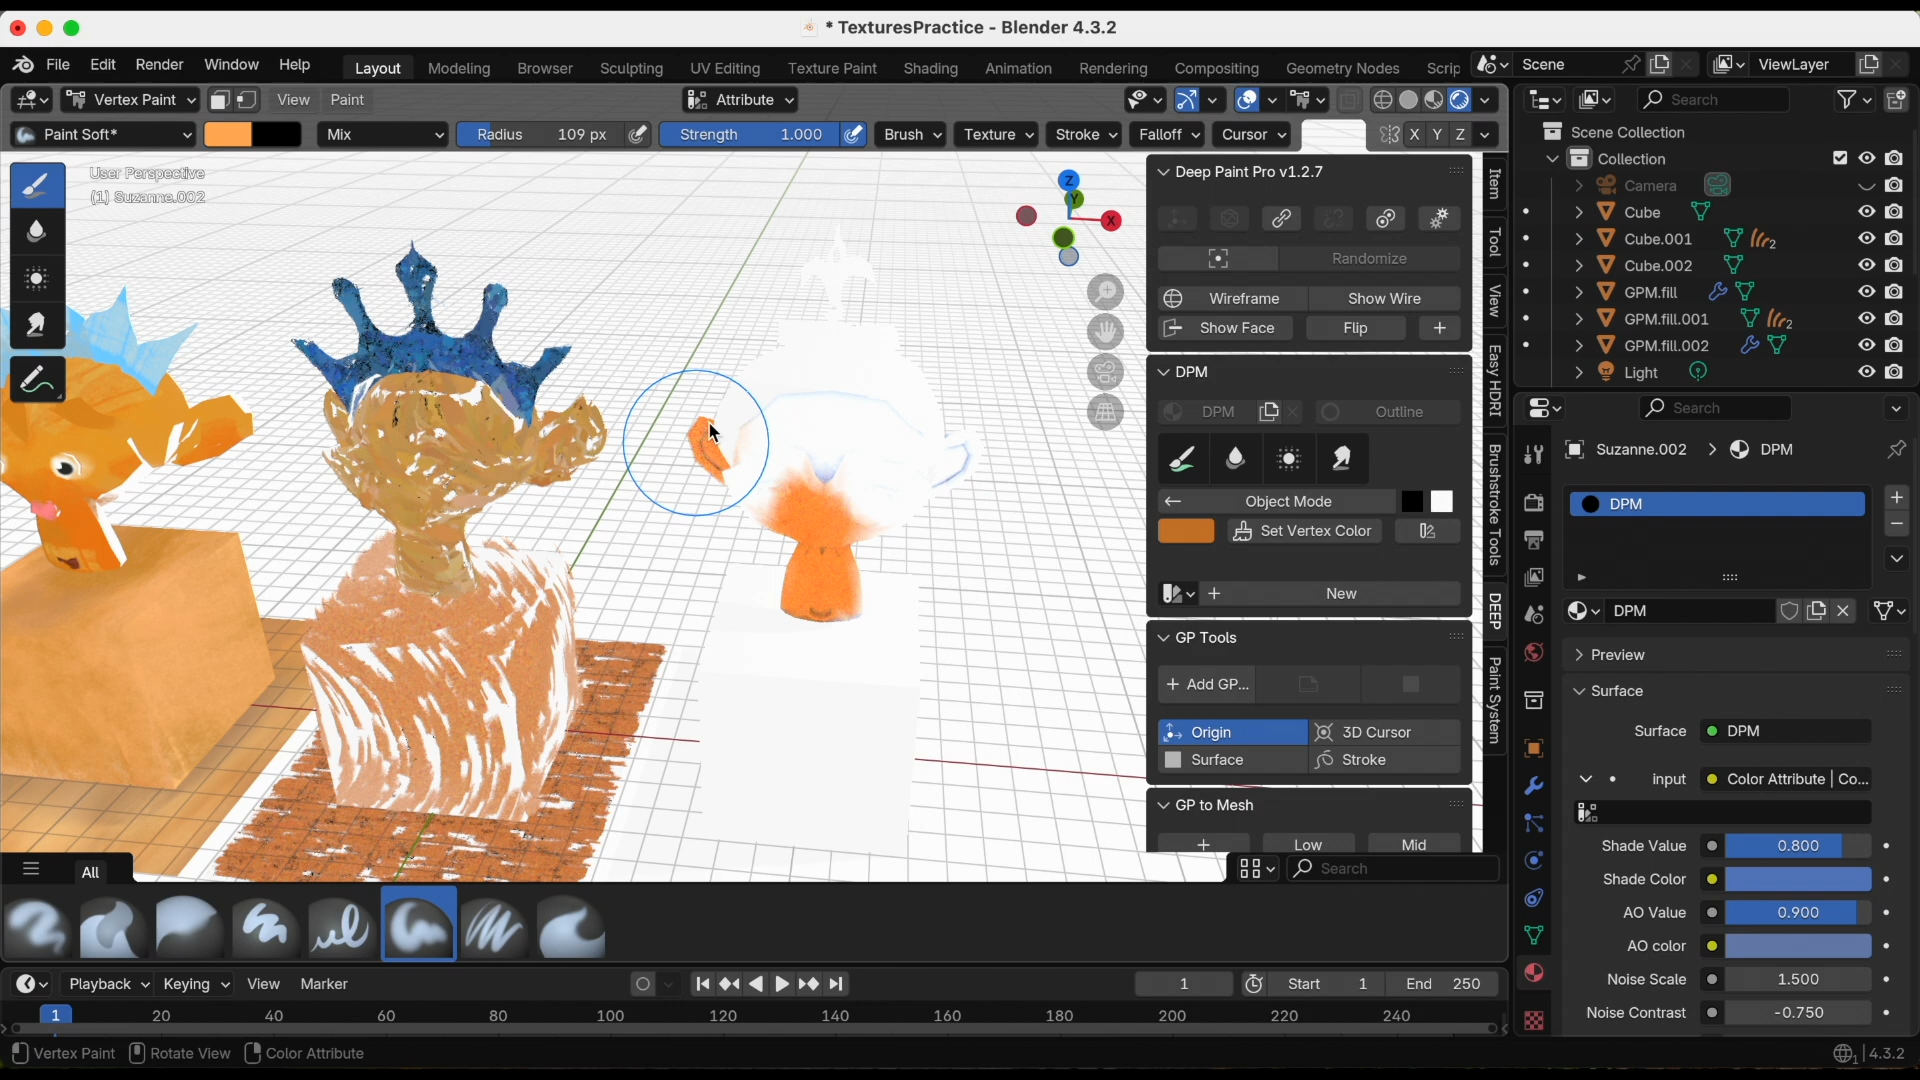 * TexturesPractice - Blender 4.3.2
File Edit Render Window Help Layout Modeling Browser Sculpting UV Editing Texture Paint Shading Animation Rendering Compositing Geometry Nodes Scrip Scene ViewLayer
Vertex Paint View Paint Attribute Search
Paint Soft* Mix Radius 109 px Strength 1.000 Brush Texture Stroke Falloff Cursor X Y Z
User Perspective
(1) Suzanne.002
Z
Y
X
Deep Paint Pro v1.2.7
Randomize
Wireframe Show Wire
Show Face Flip +
DPM
DPM Outline
Object Mode
Set Vertex Color
+ New
GP Tools
+ Add GP...
Origin 3D Cursor
Surface Stroke
GP to Mesh
+ Low Mid
Item
Tool
View
Easy HDRI
Brushstroke Tools
DEEP
Paint System
Scene Collection
Collection
Camera
Cube
Cube.001 2
Cube.002
GPM.fill
GPM.fill.001 2
GPM.fill.002
Light
Search
Suzanne.002 > DPM
DPM
DPM
Preview
Surface
Surface DPM
input Color Attribute | Co...
Shade Value 0.800
Shade Color
AO Value 0.900
AO color
Noise Scale 1.500
Noise Contrast -0.750
All Search
Playback Keying View Marker 1 Start 1 End 250
1 20 40 60 80 100 120 140 160 180 200 220 240
Vertex Paint Rotate View Color Attribute 1 4.3.2